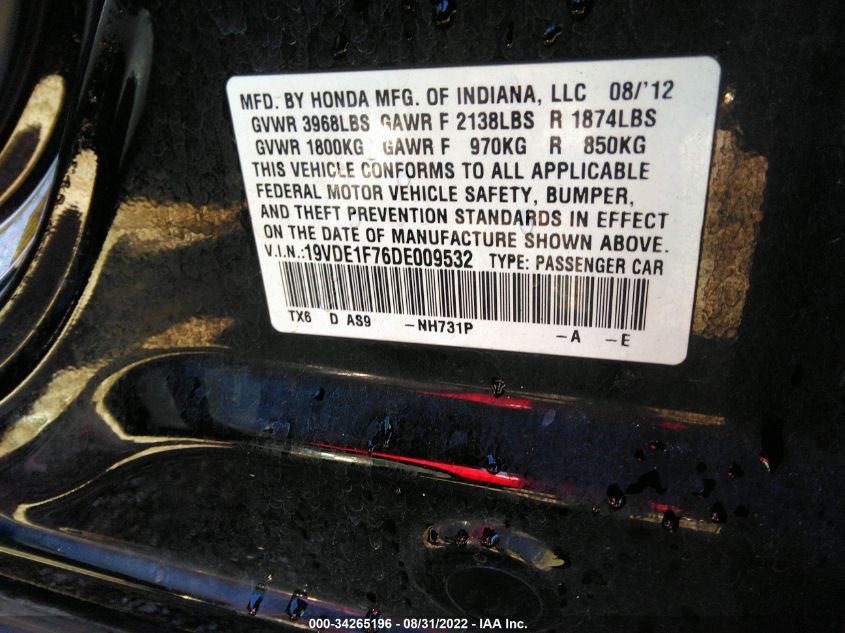 MFD. BY HONDA MFG. OF INDIANA, LLC 08/'12
GVWR 3968LBS GAWR F 2138LBS R 1874LBS
GVWR 1800KG GAWR F 970KG R 850KG
THIS VEHICLE CONFORMS TO ALL APPLICABLE
FEDERAL MOTOR VEHICLE SAFETY, BUMPER,
AND THEFT PREVENTION STANDARDS IN EFFECT
ON THE DATE OF MANUFACTURE SHOWN ABOVE.
V.I.N.:19VDE1F76DE009532 TYPE: PASSENGER CAR
TX6 D AS9 -NH731P -A -E
000-34265196 - 08/31/2022 - IAA Inc.